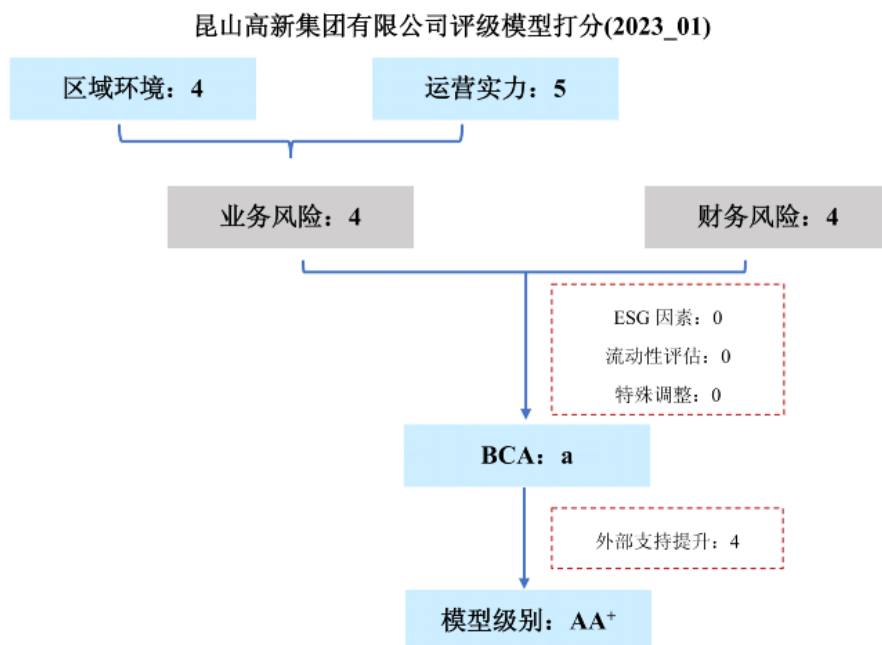 昆山高新集团有限公司评级模型打分(2023_01)
区域环境：4
运营实力：5
业务风险：4
财务风险：4
ESG 因素：0
流动性评估：0
特殊调整：0
BCA：a
外部支持提升：4
模型级别：AA⁺